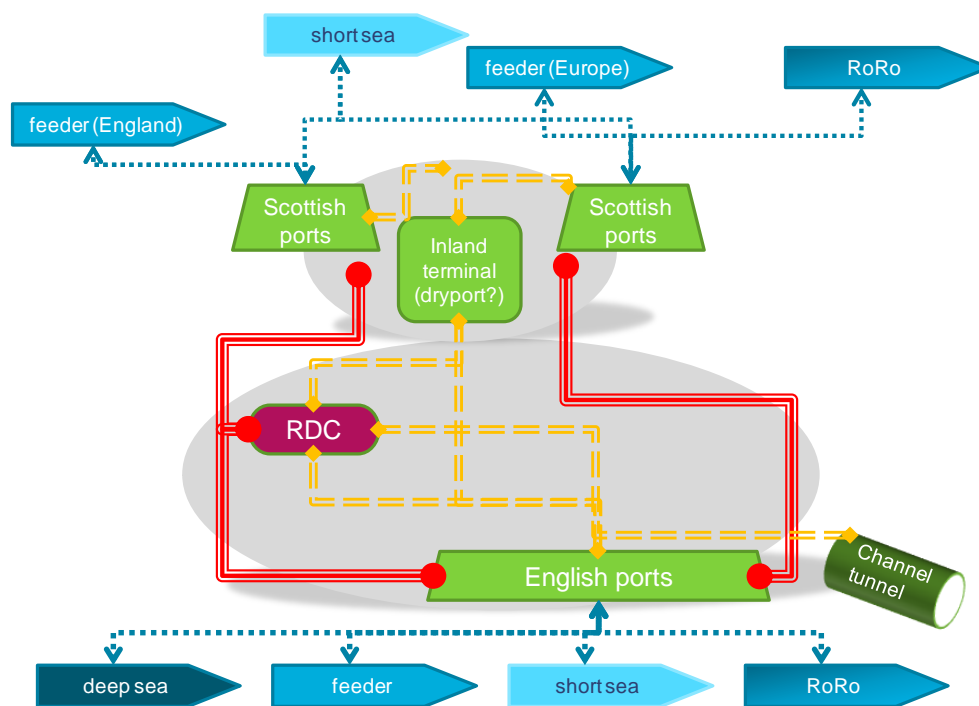 short sea
feeder (Europe)
RoRo
feeder (England)
Scottish
ports
Scottish
ports
Inland
terminal
(dryport?)
RDC
English ports
Channel
tunnel
deep sea
feeder
short sea
RoRo